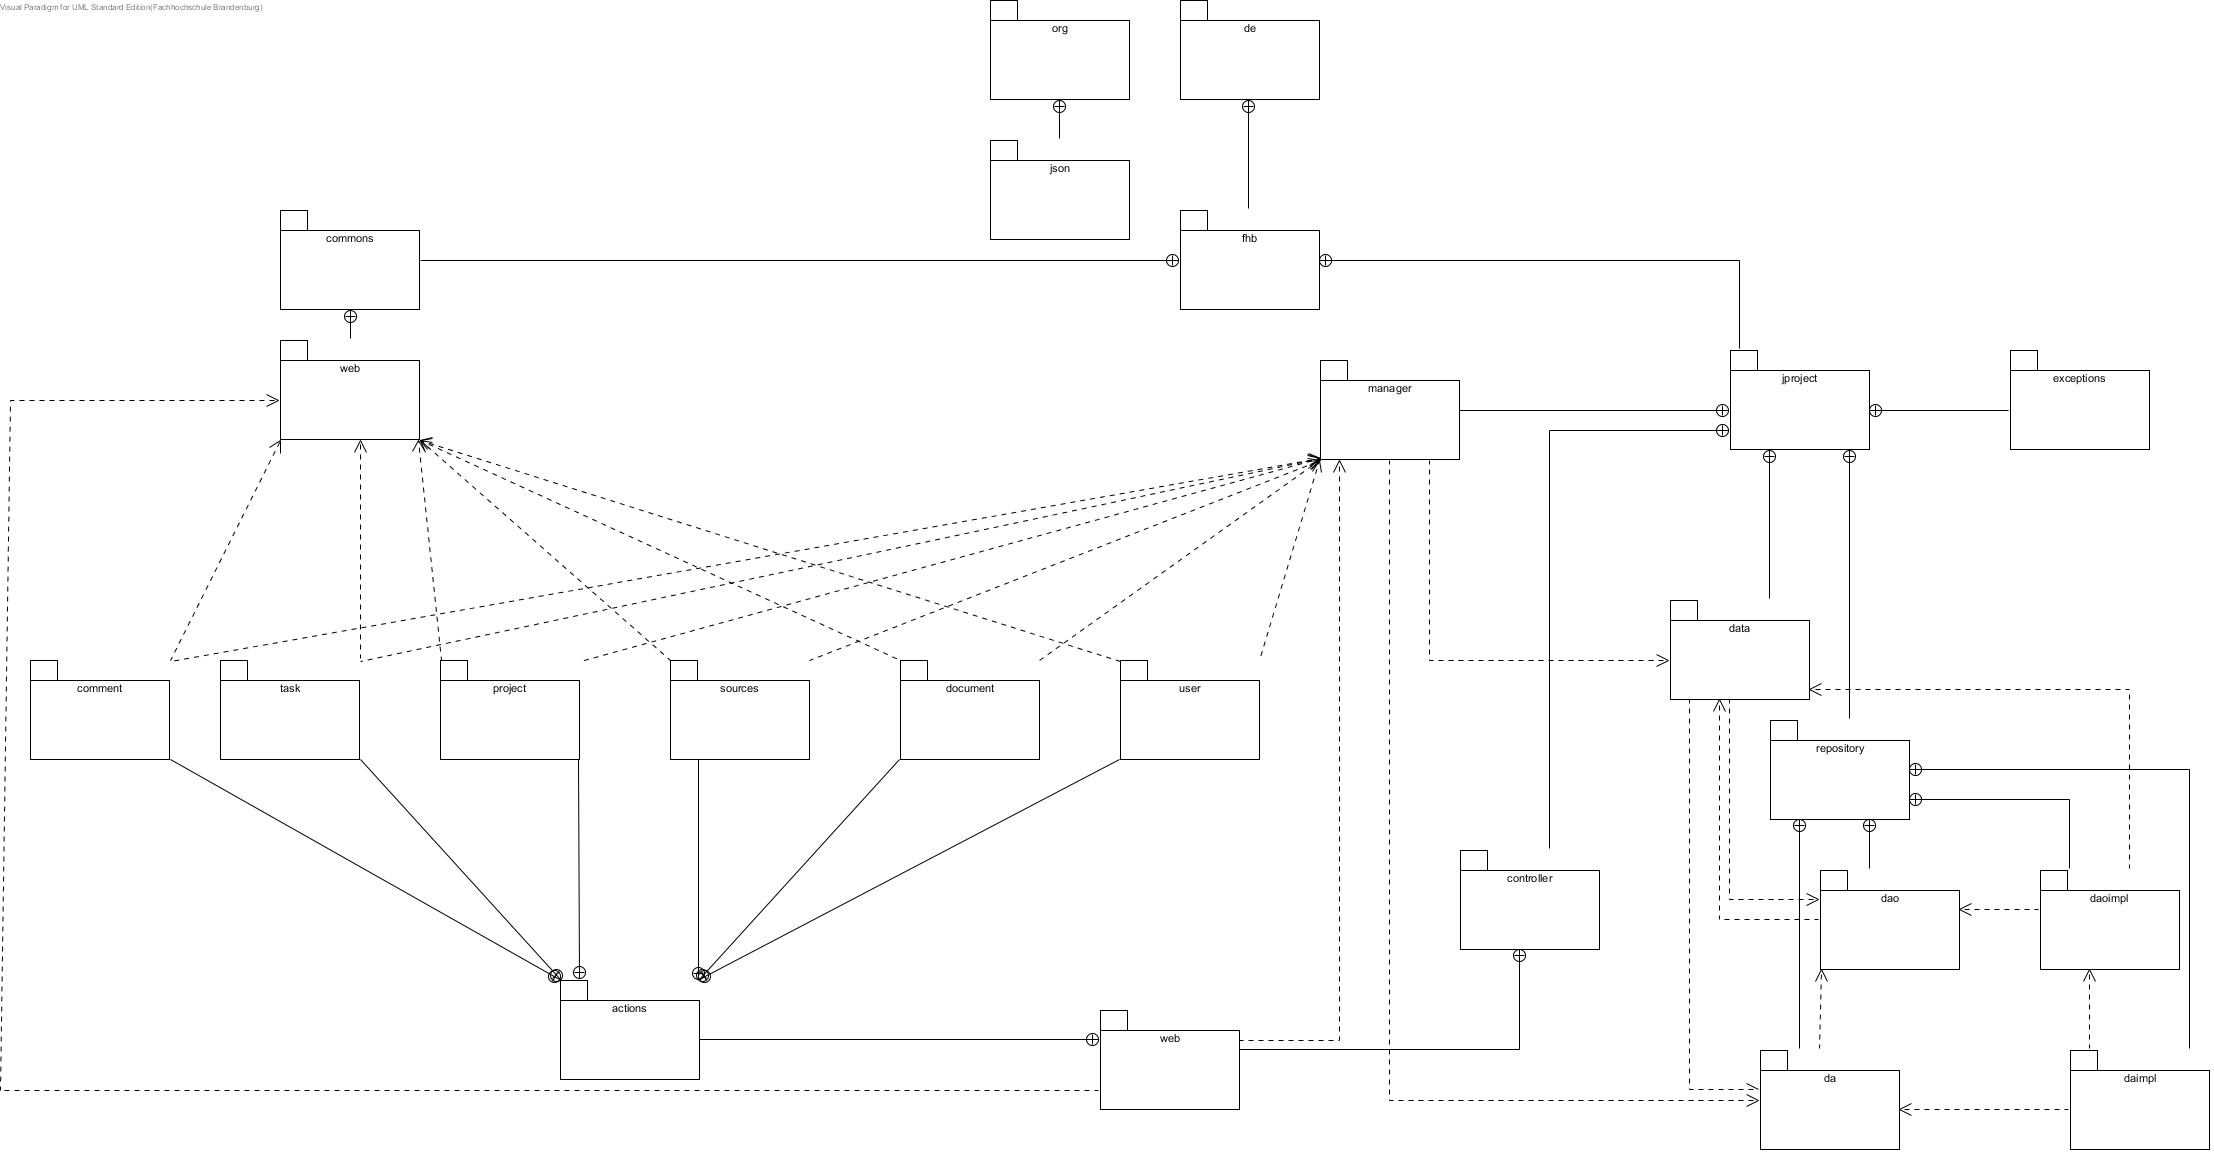 Visual Paradigm for UML Standard Edition(Fachhochschule Brandenburg)
org
de
json
commons
fhb
web
manager
jproject
exceptions
data
comment
task
project
sources
document
user
repository
controller
dao
daoimpl
actions
web
da
daimpl